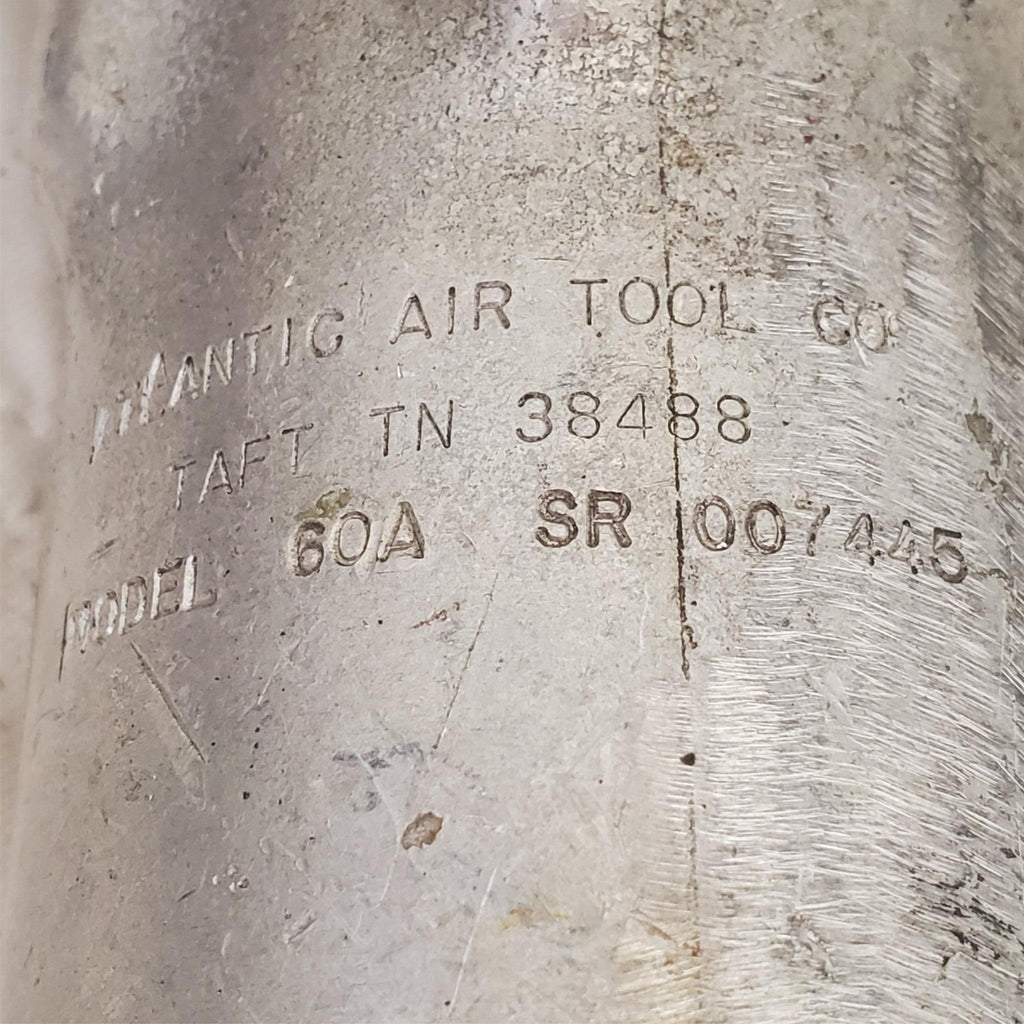 ATLANTIC AIR TOOL CO
TAFT TN 38488
MODEL 60A SR 007445